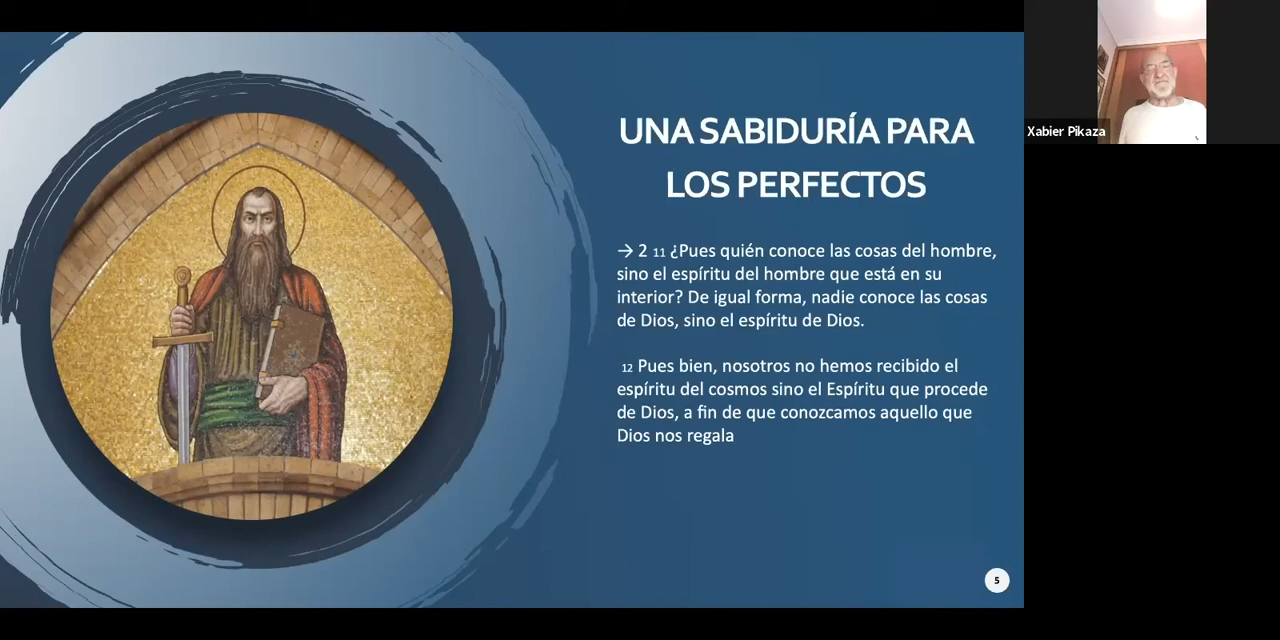 UNA SABIDURÍA PARA
LOS PERFECTOS
→ 2 11 ¿Pues quién conoce las cosas del hombre,
sino el espíritu del hombre que está en su
interior? De igual forma, nadie conoce las cosas
de Dios, sino el espíritu de Dios.
12 Pues bien, nosotros no hemos recibido el
espíritu del cosmos sino el Espíritu que procede
de Dios, a fin de que conozcamos aquello que
Dios nos regala
5
Xabier Pikaza